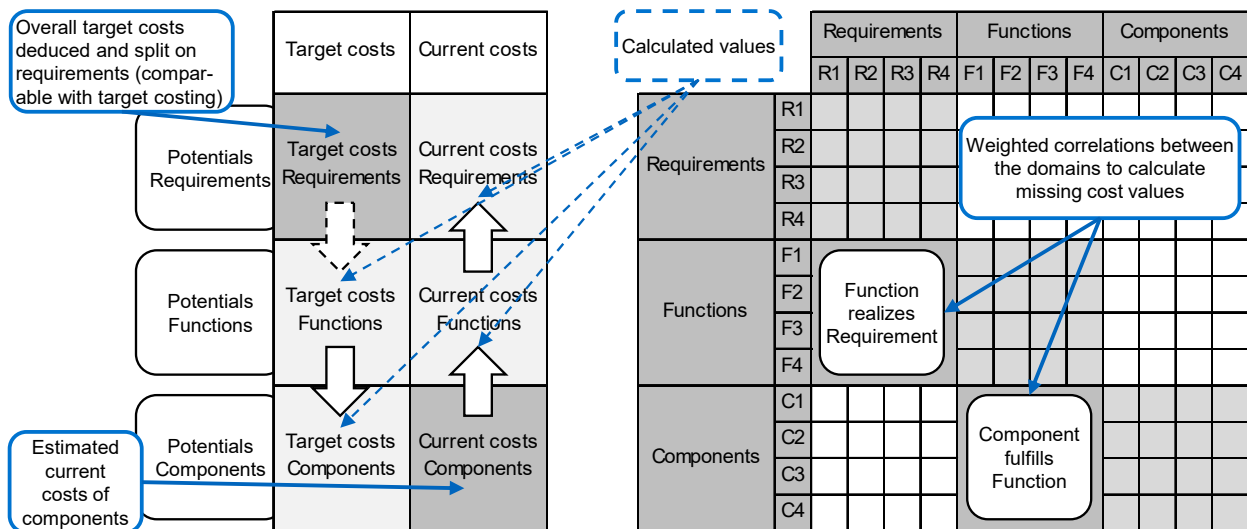 Overall target costs
deduced and split on
requirements (compar-
able with target costing)
Target costs
Current costs
Calculated values
Potentials
Requirements
Target costs
Requirements
Current costs
Requirements
Potentials
Functions
Target costs
Functions
Current costs
Functions
Potentials
Components
Target costs
Components
Current costs
Components
Estimated
current
costs of
components
Requirements
Functions
Components
R1 R2 R3 R4 F1 F2 F3 F4 C1 C2 C3 C4
Requirements
R1
R2
R3
R4
Weighted correlations between
the domains to calculate
missing cost values
Functions
F1
F2
F3
F4
Function
realizes
Requirement
Components
C1
C2
C3
C4
Component
fulfills
Function